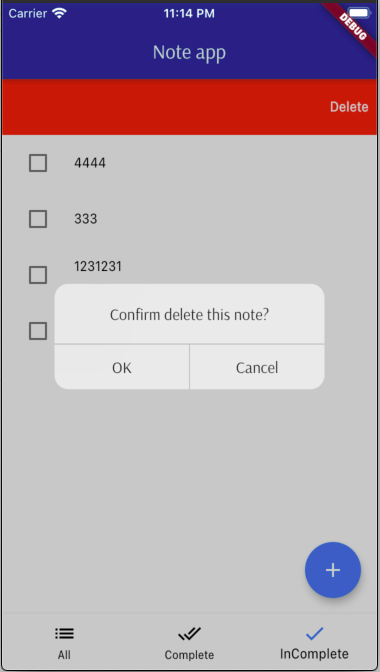 Carrier 11:14 PM
DEBUG
Note app
Delete
4444
333
1231231
Confirm delete this note?
OK Cancel
All Complete InComplete